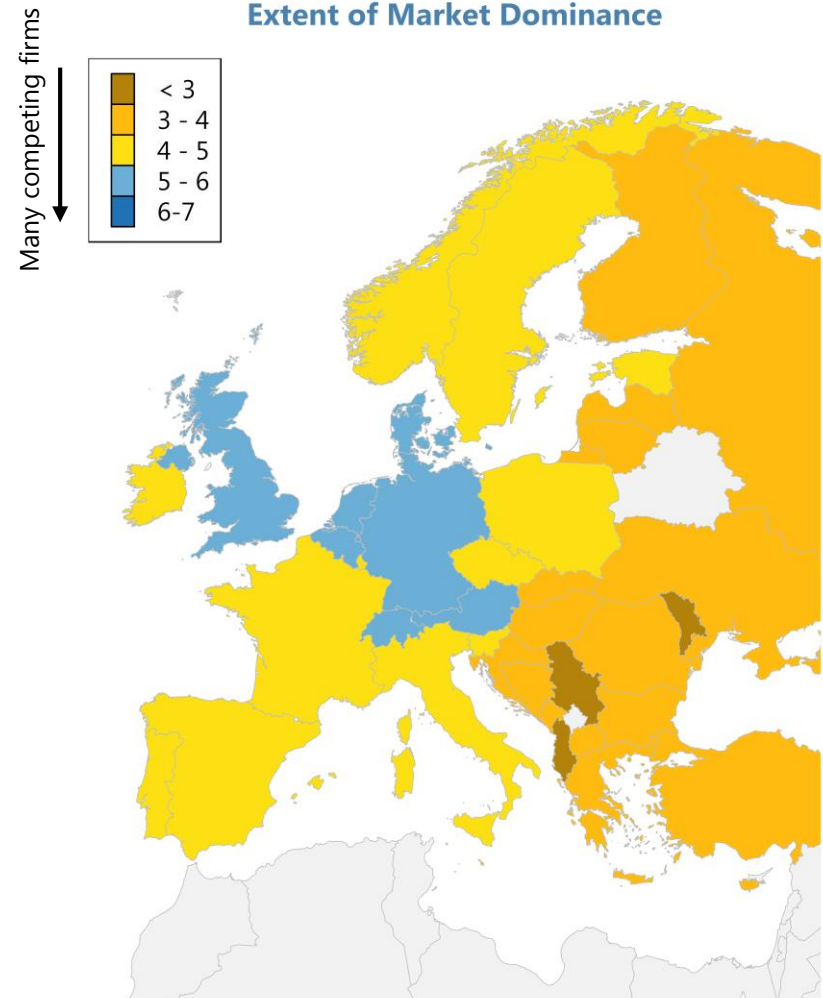 Extent of Market Dominance
Many competing firms
< 3
3 - 4
4 - 5
5 - 6
6-7